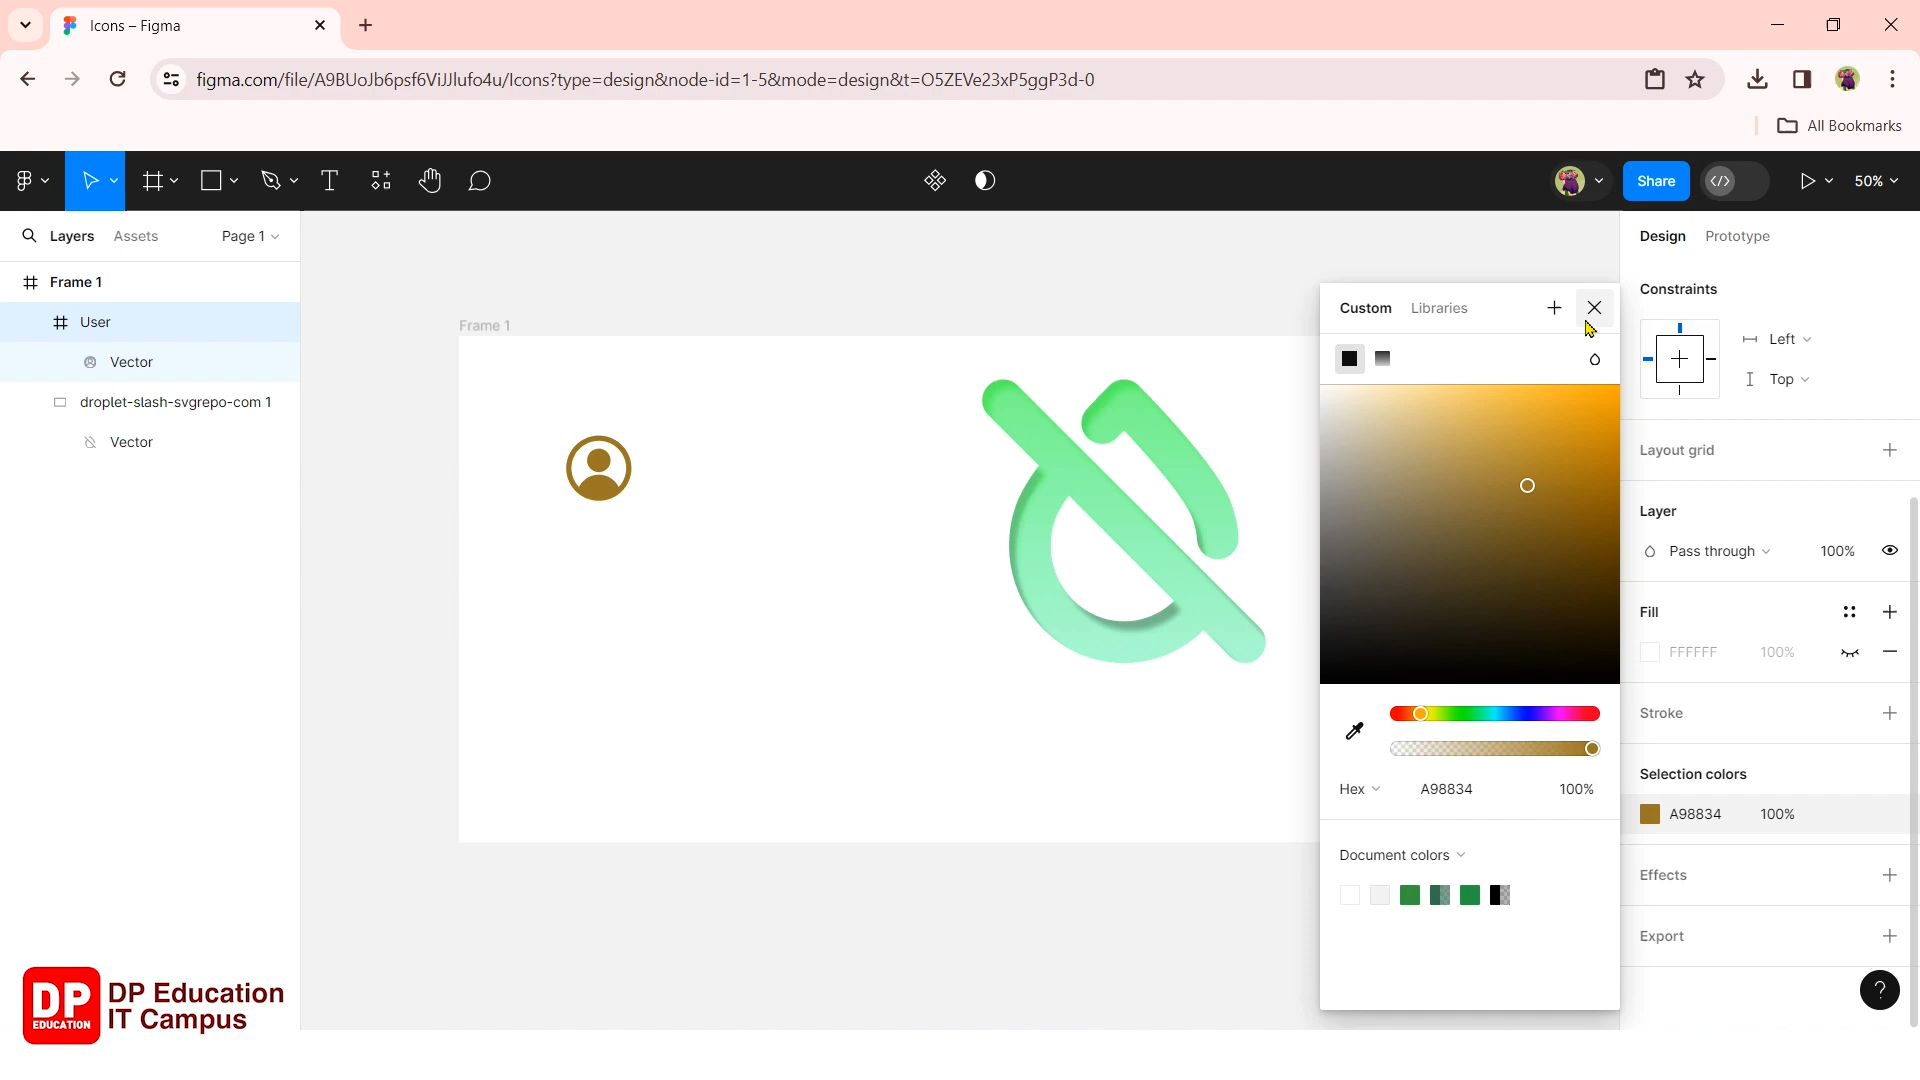 Icons – Figma
figma.com/file/A9BUoJb6psf6ViJJlufo4u/Icons?type=design&node-id=1-5&mode=design&t=O5ZEVe23xP5ggP3d-0
All Bookmarks
Share
50%
Layers
Assets
Page 1
Frame 1
User
Vector
droplet-slash-svgrepo-com 1
Vector
Frame 1
Custom
Libraries
Hex
A98834
100%
Document colors
Design
Prototype
Constraints
Left
Top
Layout grid
Layer
Pass through
100%
Fill
FFFFFF
100%
Stroke
Selection colors
A98834
100%
Effects
Export
?
DP
EDUCATION
DP Education
IT Campus